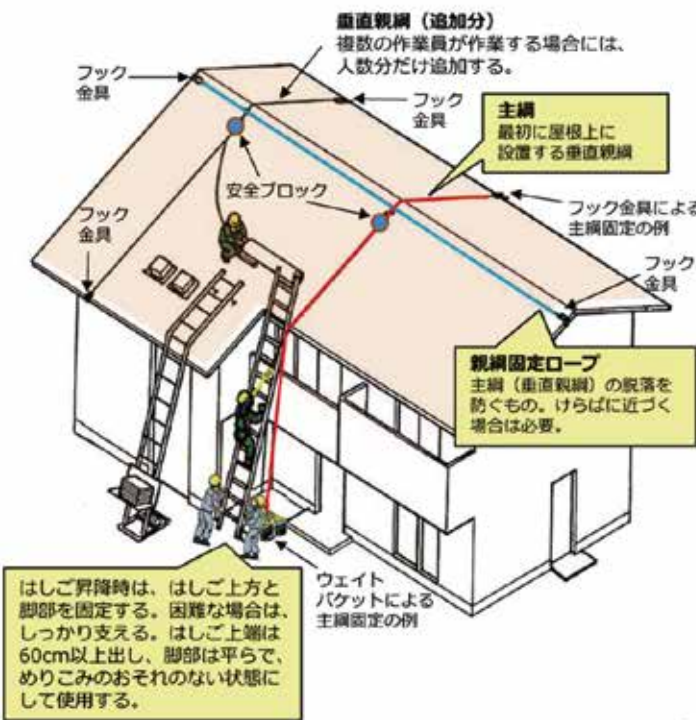 垂直親綱（追加分）
複数の作業員が作業する場合には、
人数分だけ追加する。
フック
金具
フック
金具
主綱
最初に屋根上に
設置する垂直親綱
安全ブロック
フック金具による
主綱固定の例
フック
金具
フック
金具
親綱固定ロープ
主綱（垂直親綱）の脱落を
防ぐもの。けらばに近づく
場合は必要。
はしご昇降時は、はしご上方と
脚部を固定する。困難な場合は、
しっかり支える。はしご上端は
60cm以上出し、脚部は平らで、
めりこみのおそれのない状態に
して使用する。
ウェイト
バケットによる
主綱固定の例